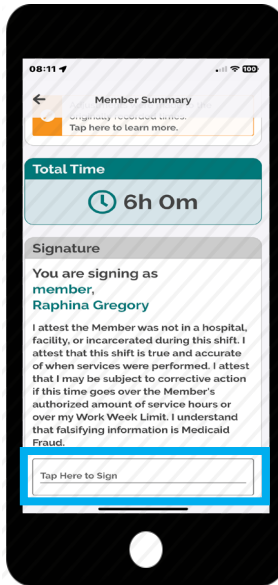 08:11
100
Member Summary
originally recorded times.
Tap here to learn more.
Total Time
6h 0m
Signature
You are signing as
member,
Raphina Gregory
I attest the Member was not in a hospital,
facility, or incarcerated during this shift. I
attest that this shift is true and accurate
of when services were performed. I attest
that I may be subject to corrective action
if this time goes over the Member's
authorized amount of service hours or
over my Work Week Limit. I understand
that falsifying information is Medicaid
Fraud.
Tap Here to Sign